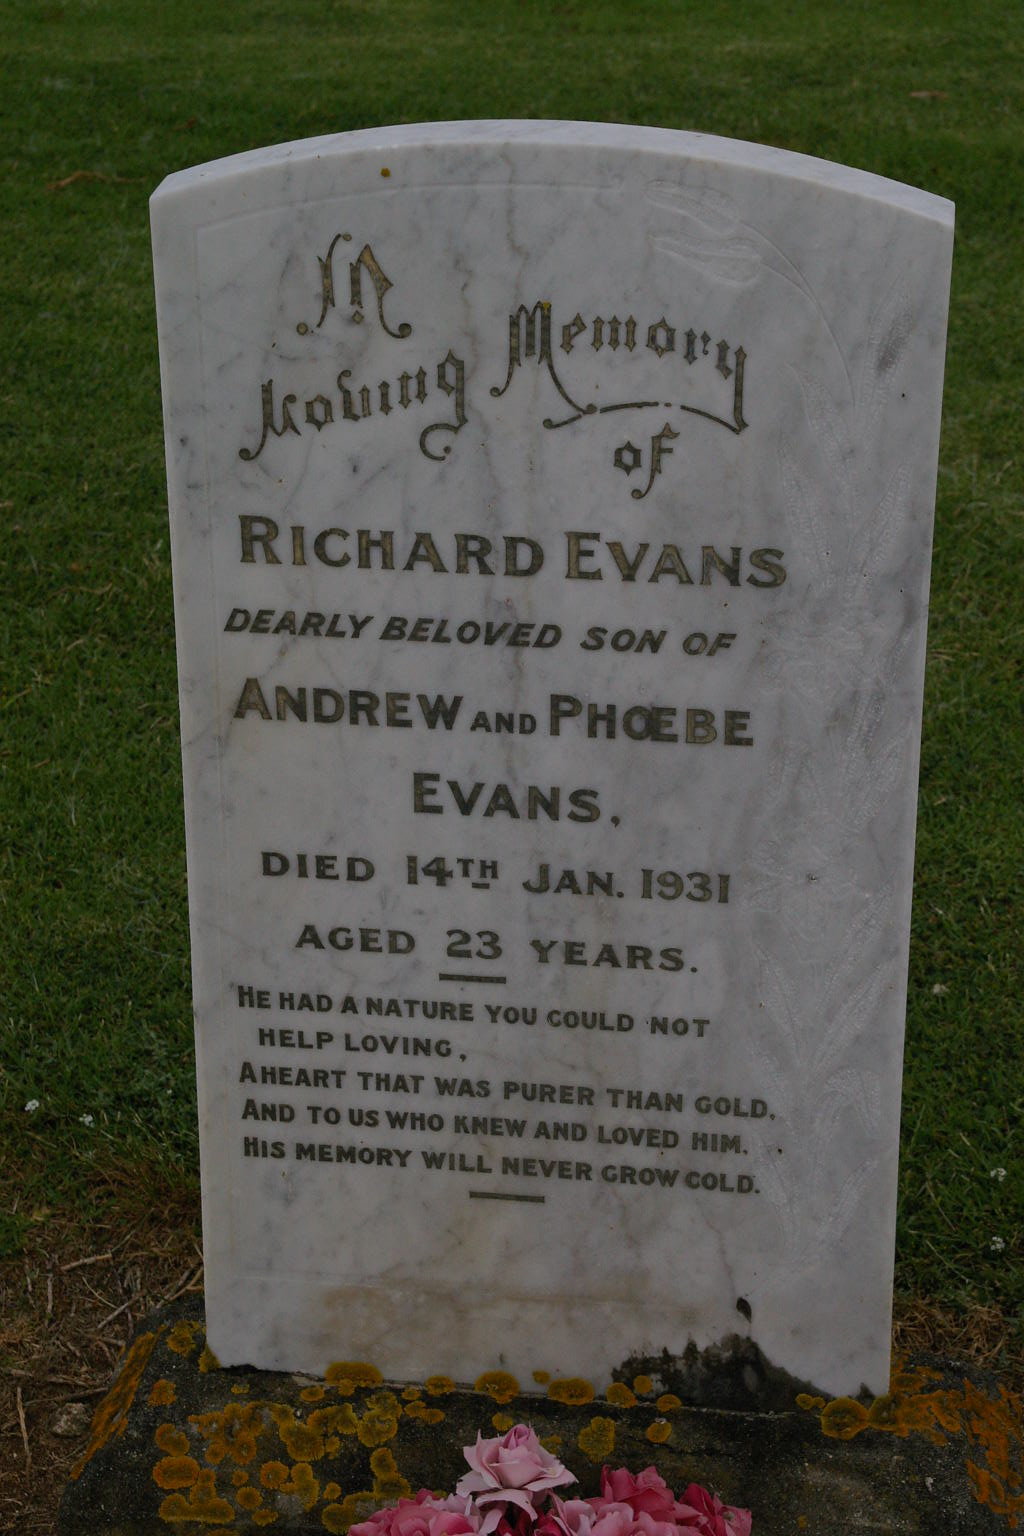 In
Loving Memory
of
RICHARD EVANS
DEARLY BELOVED SON OF
ANDREW AND PHŒBE
EVANS,
DIED 14TH JAN. 1931
AGED 23 YEARS.
HE HAD A NATURE YOU COULD NOT
HELP LOVING,
A HEART THAT WAS PURER THAN GOLD,
AND TO US WHO KNEW AND LOVED HIM,
HIS MEMORY WILL NEVER GROW COLD.